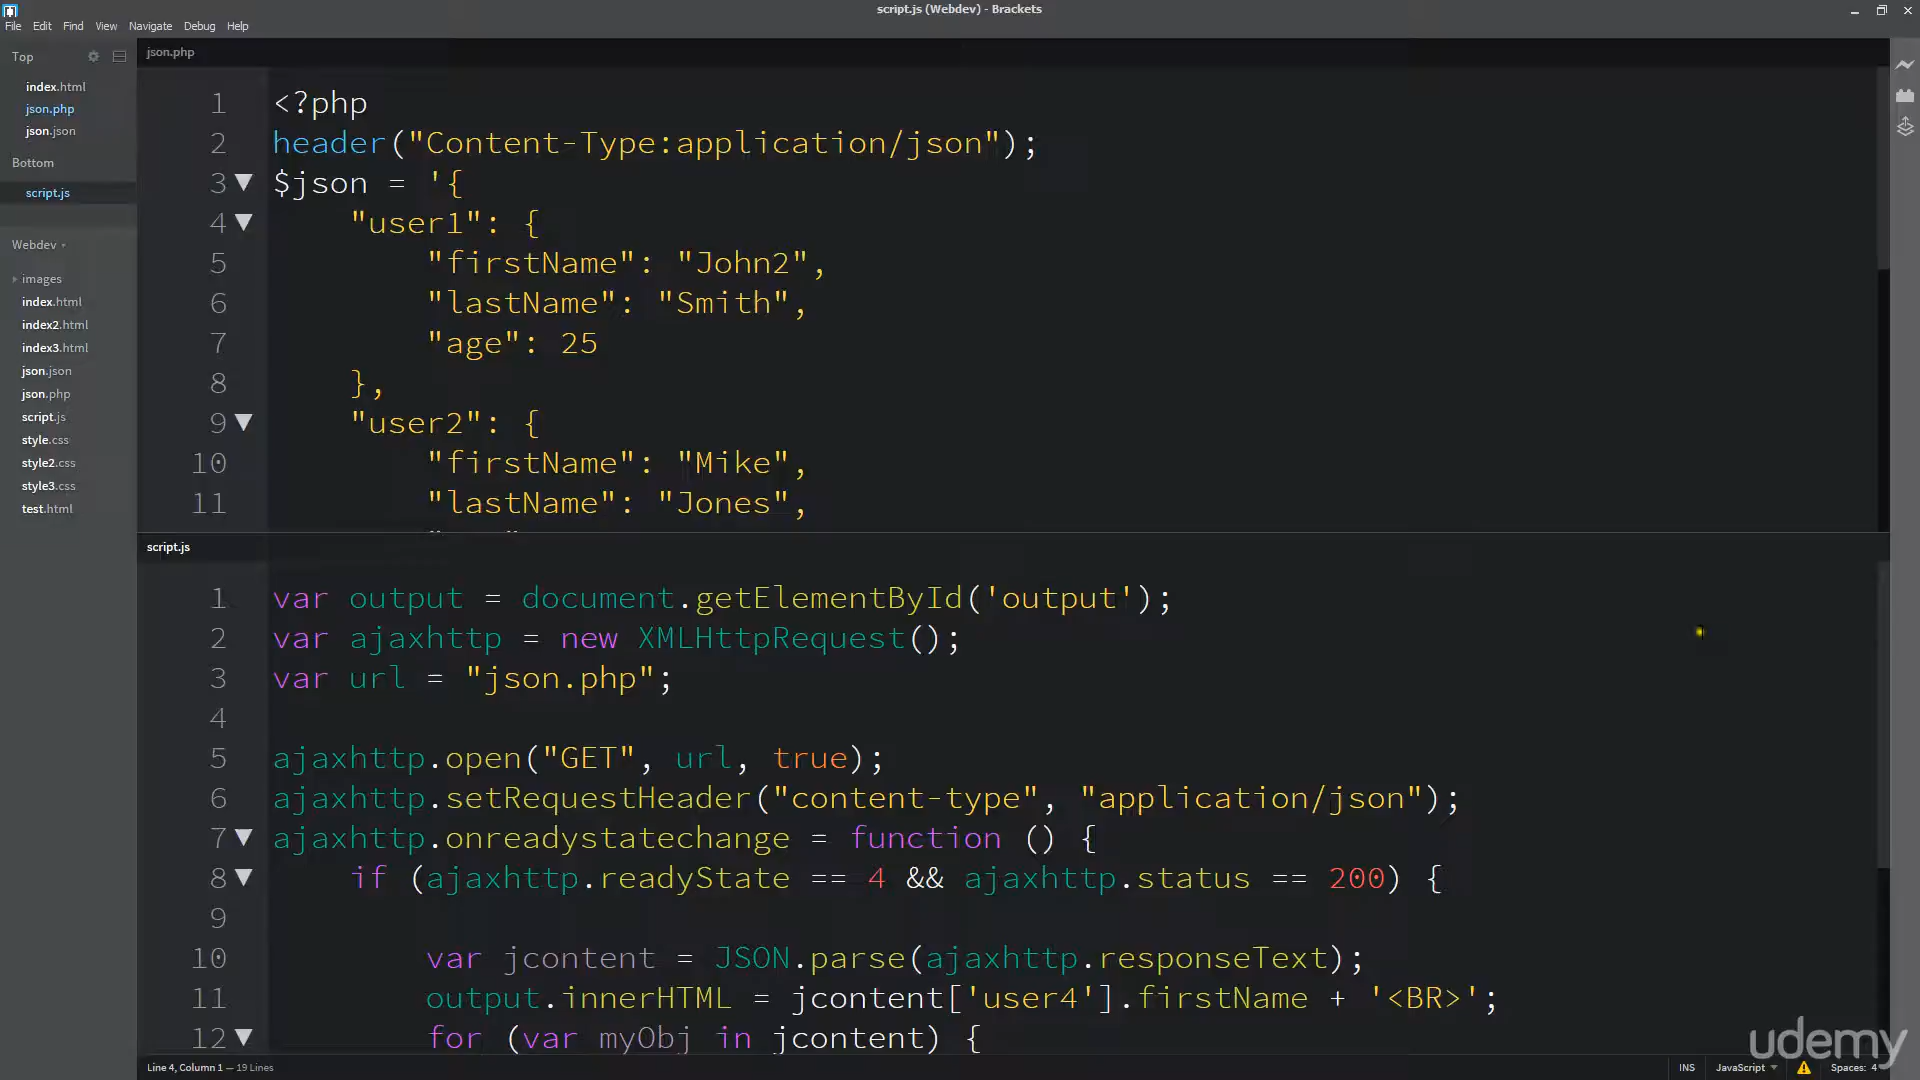 script.js (Webdev) - Brackets
File Edit Find View Navigate Debug Help
Top
index.html
json.php
json.json
Bottom
script.js
Webdev
images
index.html
index2.html
index3.html
json.json
json.php
script.js
style.css
style2.css
style3.css
test.html
json.php
1 <?php
2 header("Content-Type:application/json");
3 $json = '{
4 "user1": {
5 "firstName": "John2",
6 "lastName": "Smith",
7 "age": 25
8 },
9 "user2": {
10 "firstName": "Mike",
11 "lastName": "Jones",
script.js
1 var output = document.getElementById('output');
2 var ajaxhttp = new XMLHttpRequest();
3 var url = "json.php";
4
5 ajaxhttp.open("GET", url, true);
6 ajaxhttp.setRequestHeader("content-type", "application/json");
7 ajaxhttp.onreadystatechange = function () {
8 if (ajaxhttp.readyState == 4 && ajaxhttp.status == 200) {
9
10 var jcontent = JSON.parse(ajaxhttp.responseText);
11 output.innerHTML = jcontent['user4'].firstName + '<BR>';
12 for (var myObj in jcontent) {
udemy
Line 4, Column 1 — 19 Lines
INS JavaScript Spaces: 4